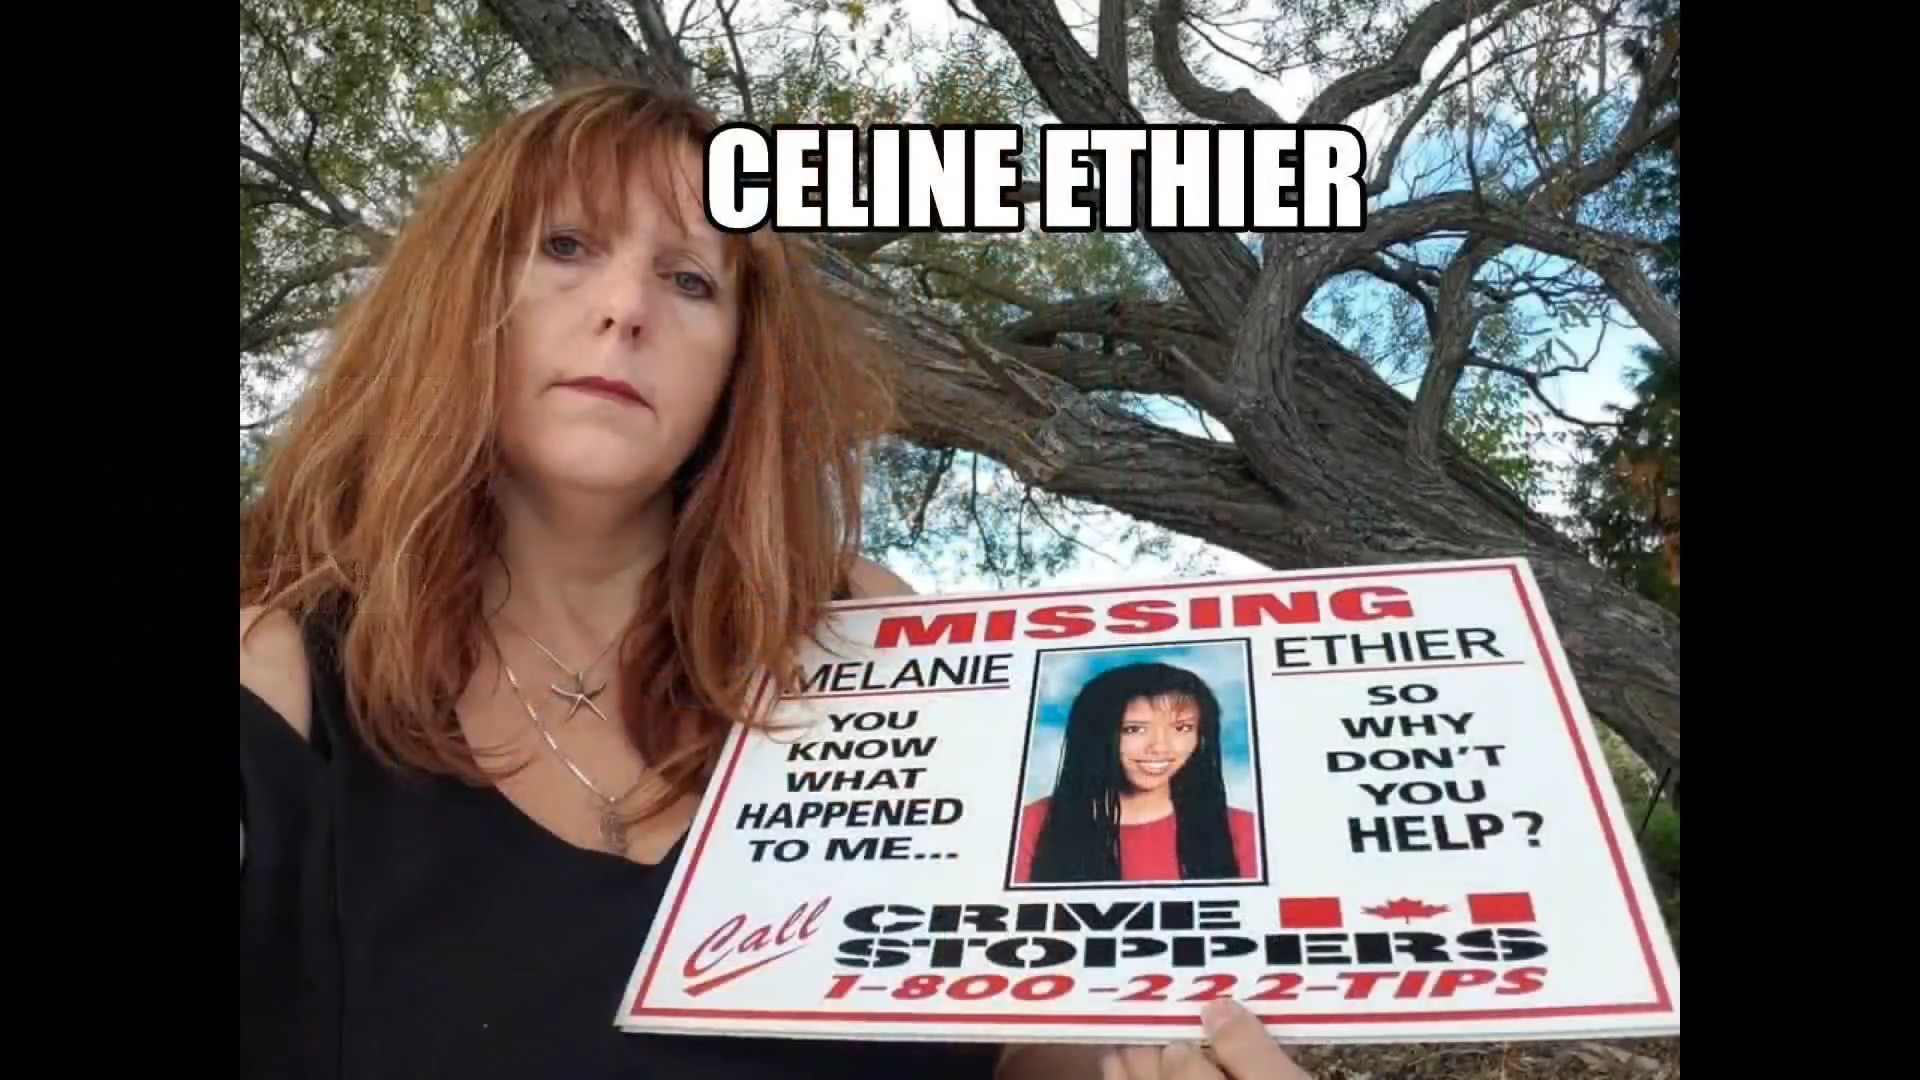 CELINE ETHIER
MISSING
MELANIE
ETHIER
YOU
KNOW
WHAT
HAPPENED
TO ME...
SO
WHY
DON'T
YOU
HELP?
Call CRIME
STOPPERS
1-800-222-TIPS